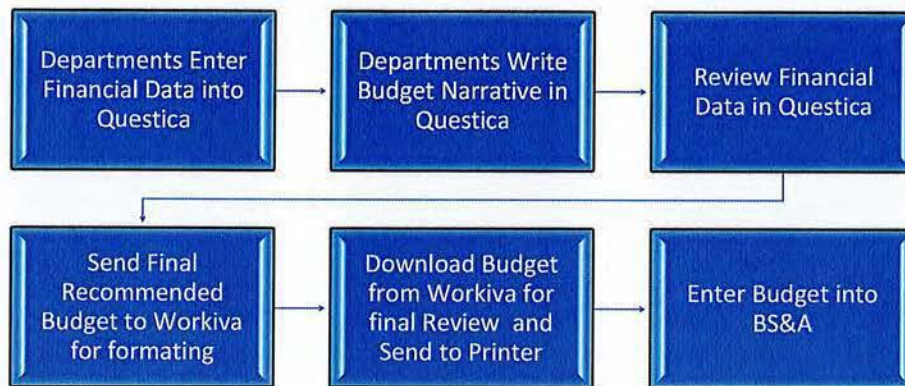 Departments Enter
Financial Data into
Questica
Departments Write
Budget Narrative in
Questica
Review Financial
Data in Questica
Send Final
Recommended
Budget to Workiva
for formating
Download Budget
from Workiva for
final Review and
Send to Printer
Enter Budget into
BS&A